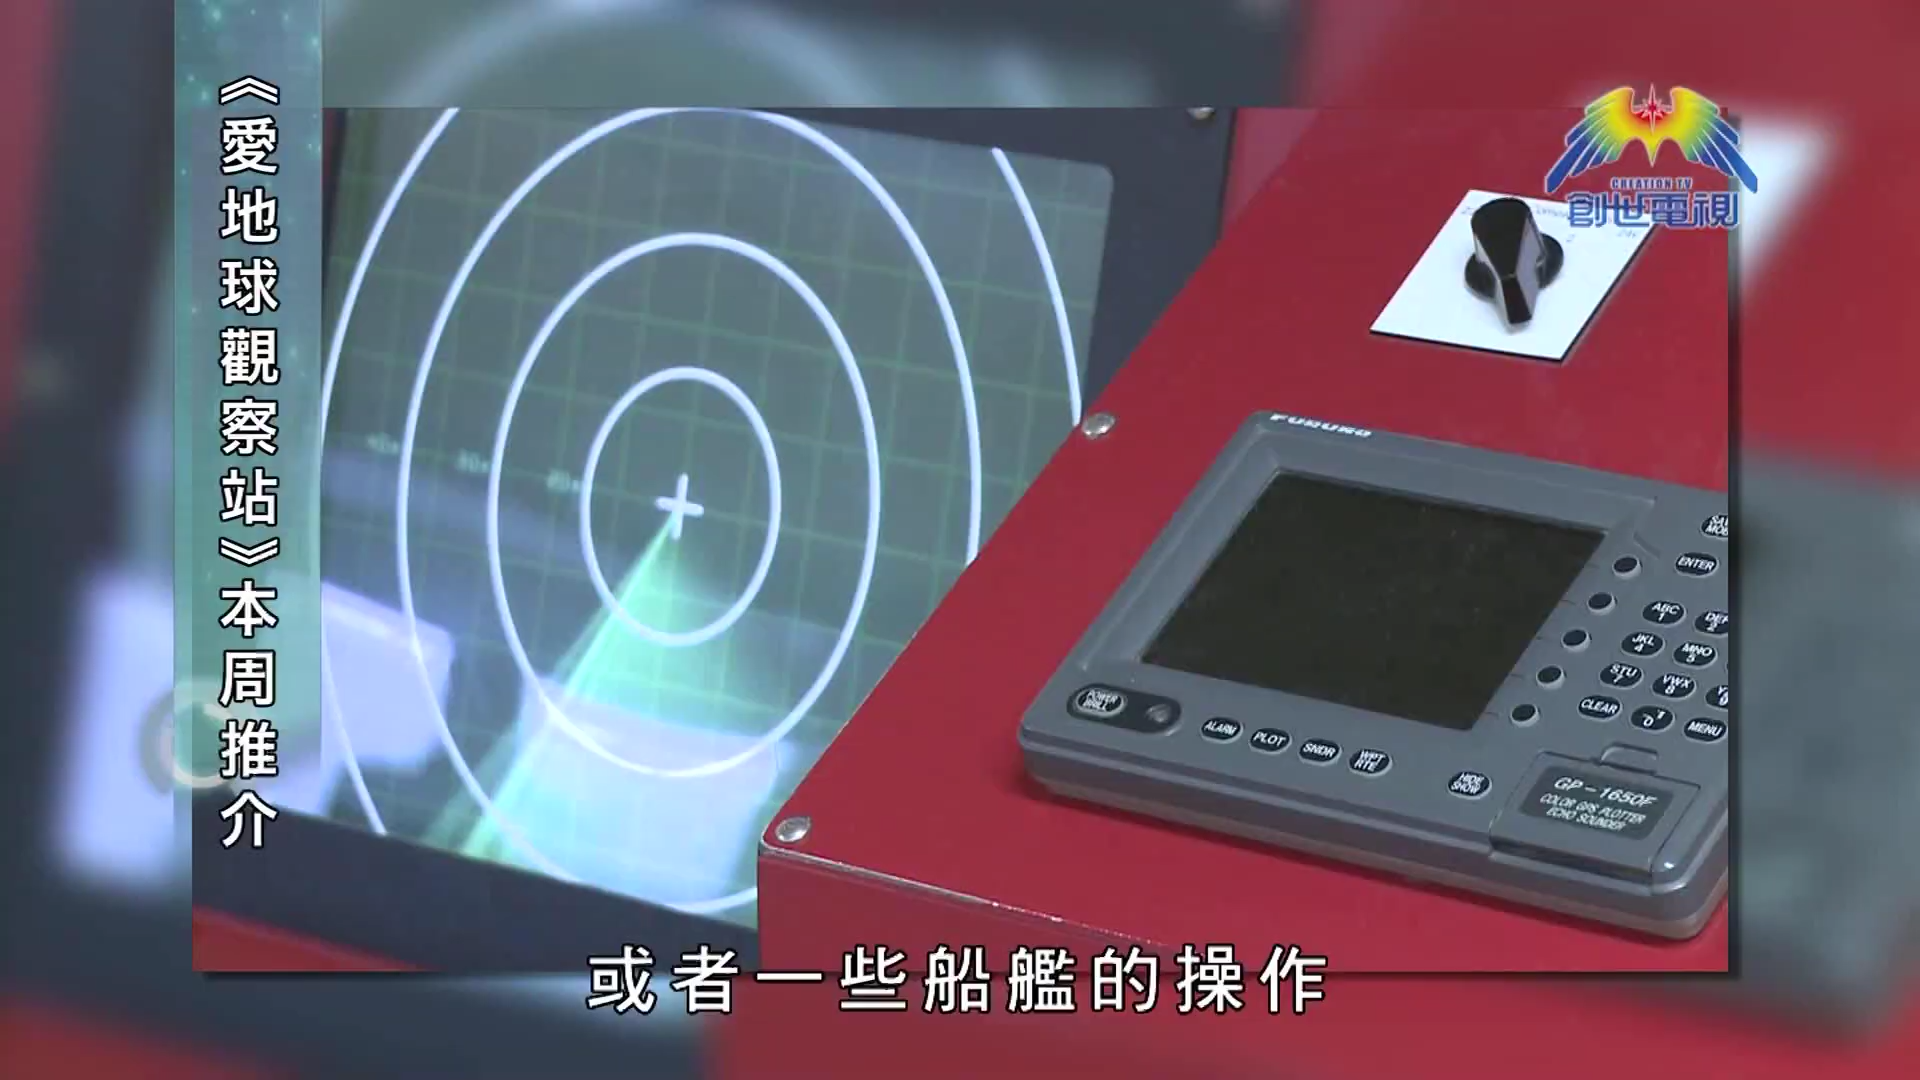 《愛地球觀察站》本周推介
CREATION TV
創世電視
FURUNO
ENTER
ABC
1
JKL
4
MNO
5
STU
7
VWX
8
CLEAR
0
MENU
POWER
BRILL
ALARM
PLOT
SNDR
WPT
RTE
HIDE
SHOW
GP-1650F
COLOR GPS PLOTTER
ECHO SOUNDER
或者一些船艦的操作